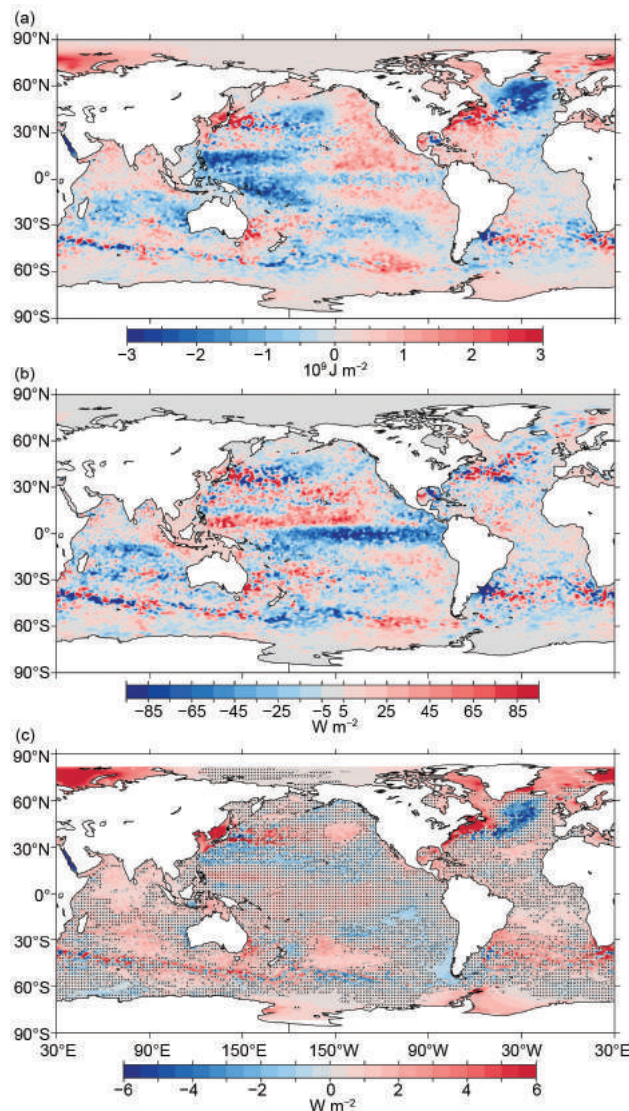 (a)
90°N
60°N
30°N
0°
30°S
60°S
90°S
−3 −2 −1 0 1 2 3
10⁹ J m⁻²
(b)
90°N
60°N
30°N
0°
30°S
60°S
90°S
−85 −65 −45 −25 −5 5 25 45 65 85
W m⁻²
(c)
90°N
60°N
30°N
0°
30°S
60°S
90°S
30°E 90°E 150°E 150°W 90°W 30°W 30°E
−6 −4 −2 0 2 4 6
W m⁻²